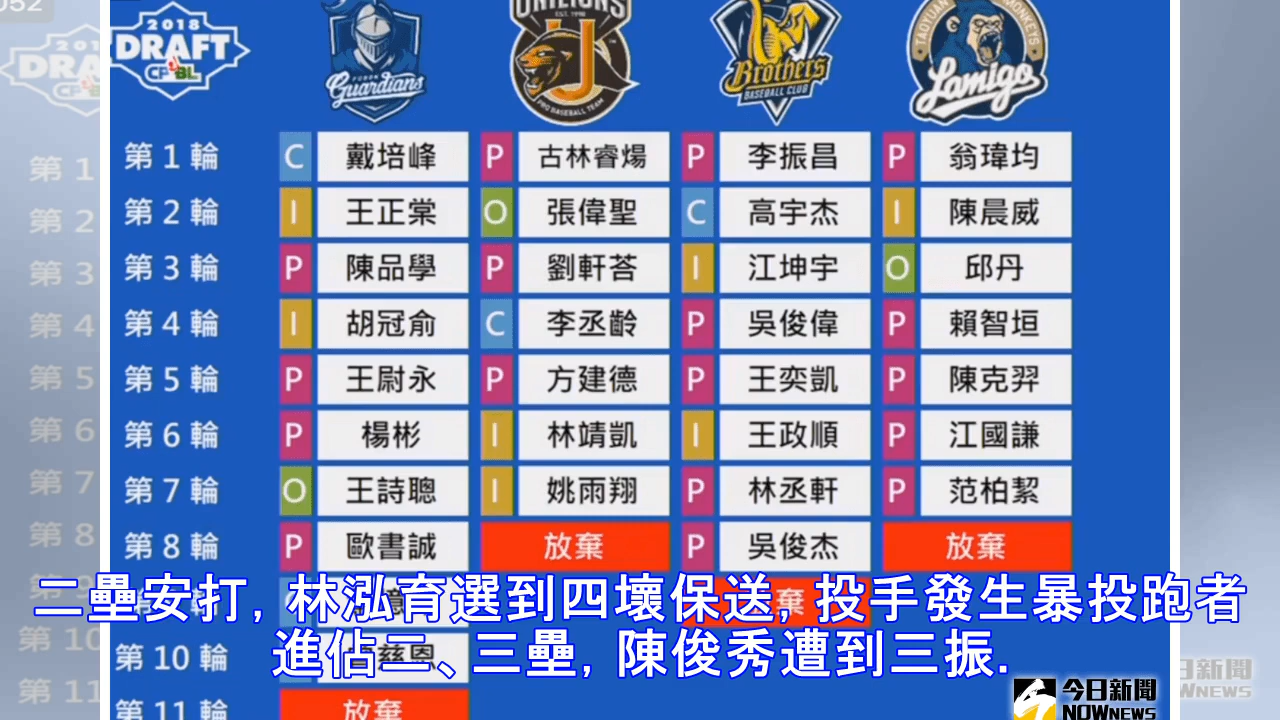 052
2018
DRAFT
CPBL
FUBON
Guardians
UNILIONS
EST. 1990
PRO BASEBALL TEAM
Brothers
BASEBALL CLUB
TAOYUAN MONKEYS
Lamigo
第 1 輪 C 戴培峰 P 古林睿煬 P 李振昌 P 翁瑋均
第 2 輪 I 王正棠 O 張偉聖 C 高宇杰 I 陳晨威
第 3 輪 P 陳品學 P 劉軒荅 I 江坤宇 O 邱丹
第 4 輪 I 胡冠俞 C 李丞齡 P 吳俊偉 P 賴智垣
第 5 輪 P 王尉永 P 方建德 P 王奕凱 P 陳克羿
第 6 輪 P 楊彬 I 林靖凱 I 王政順 P 江國謙
第 7 輪 O 王詩聰 I 姚雨翔 P 林丞軒 P 范柏絜
第 8 輪 P 歐書誠 放棄 P 吳俊杰 放棄
棄
二壘安打, 林泓育選到四壞保送, 投手發生暴投跑者
進佔二、三壘, 陳俊秀遭到三振.
第 10 輪
第 11 輪 放棄
今日新聞
NOWNEWS